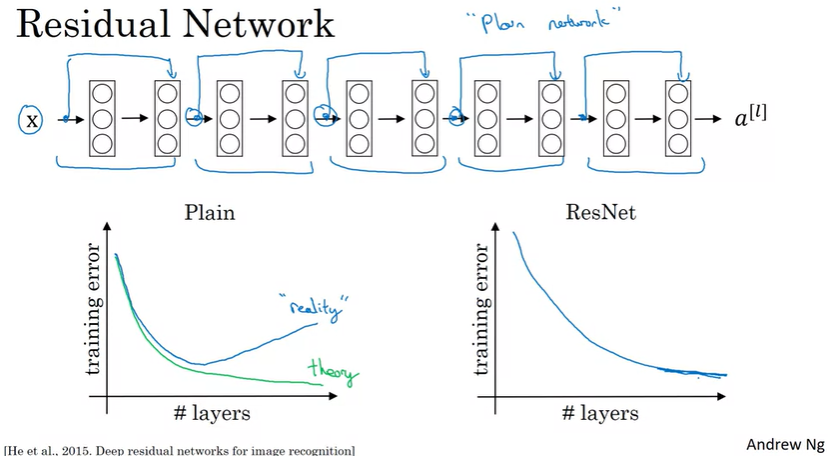 Residual Network
"Plain network"
x
a[l]
Plain
ResNet
training error
"reality"
theory
# layers
training error
# layers
Andrew Ng
[He et al., 2015. Deep residual networks for image recognition]